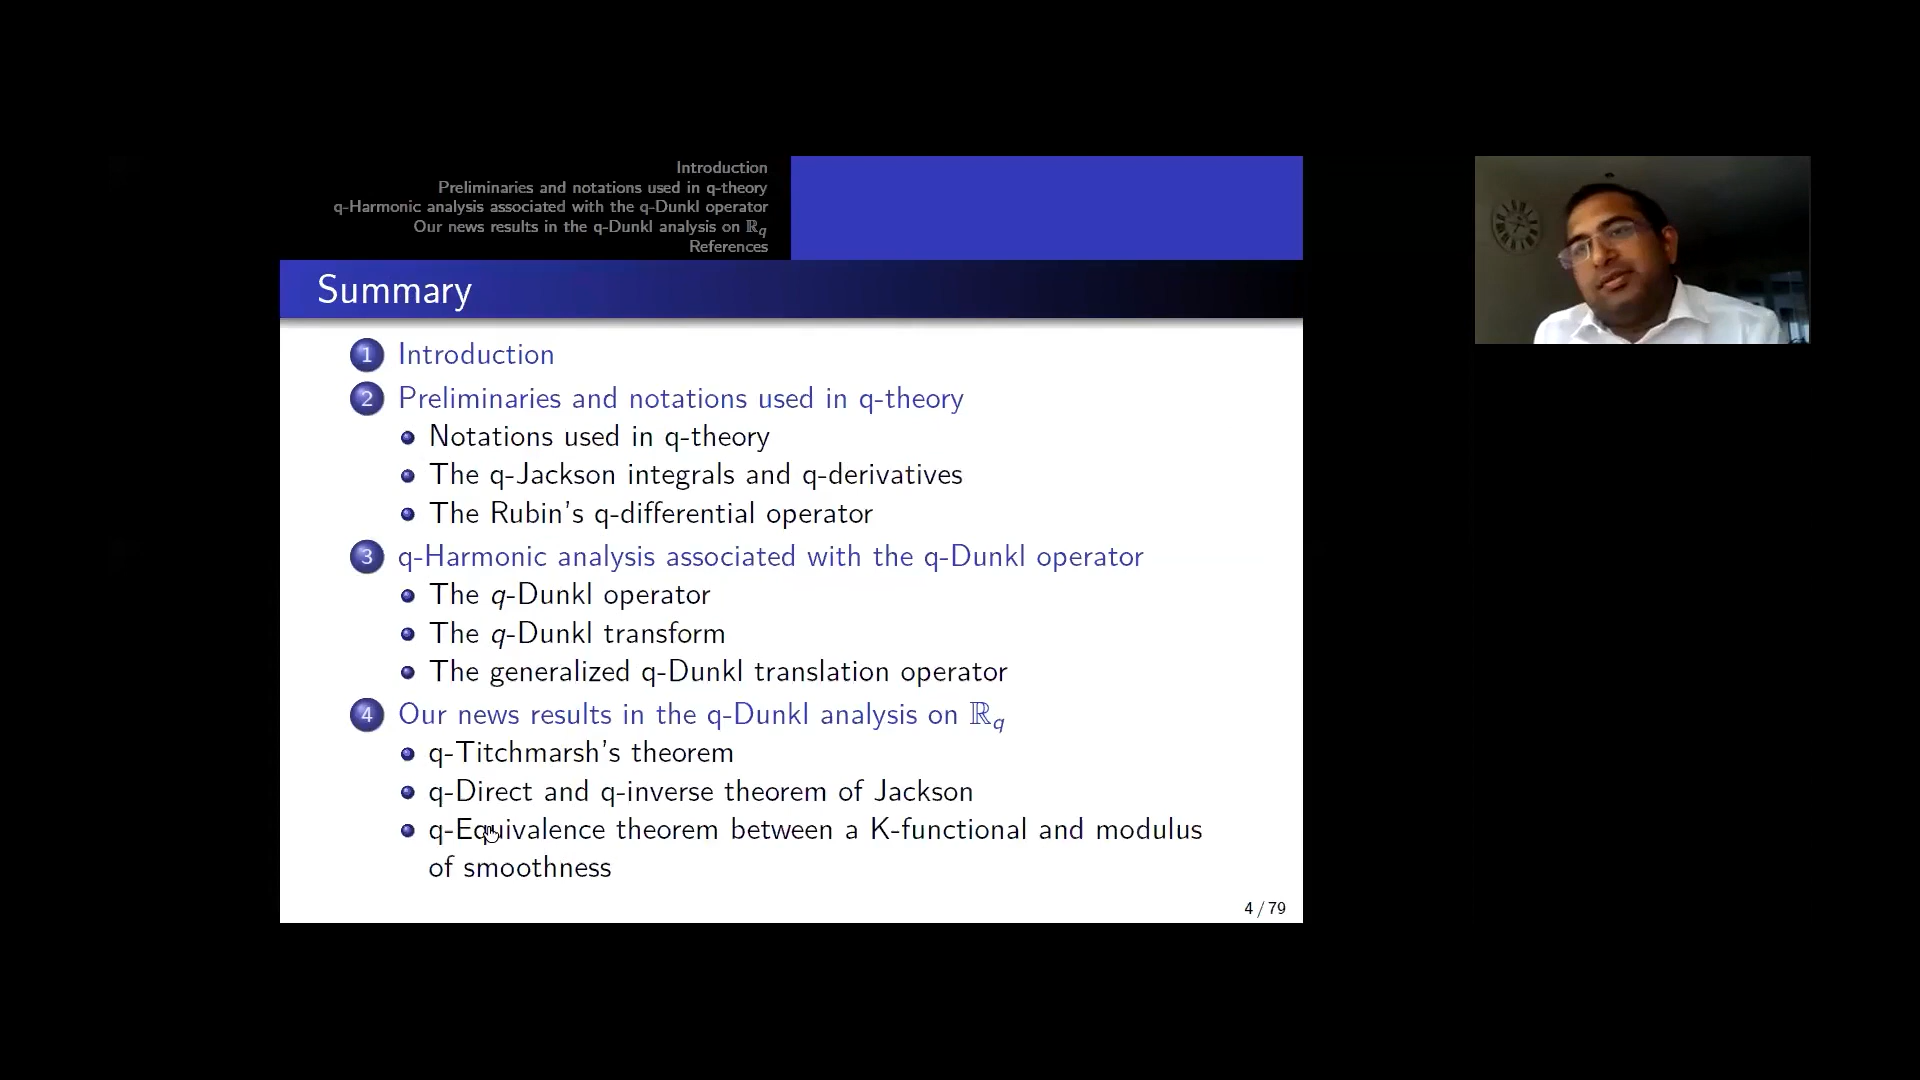 Introduction
Preliminaries and notations used in q-theory
q-Harmonic analysis associated with the q-Dunkl operator
Our news results in the q-Dunkl analysis on ℝq
References
Summary
1 Introduction
2 Preliminaries and notations used in q-theory
Notations used in q-theory
The q-Jackson integrals and q-derivatives
The Rubin's q-differential operator
3 q-Harmonic analysis associated with the q-Dunkl operator
The q-Dunkl operator
The q-Dunkl transform
The generalized q-Dunkl translation operator
4 Our news results in the q-Dunkl analysis on ℝq
q-Titchmarsh's theorem
q-Direct and q-inverse theorem of Jackson
q-Equivalence theorem between a K-functional and modulus
of smoothness
4 / 79